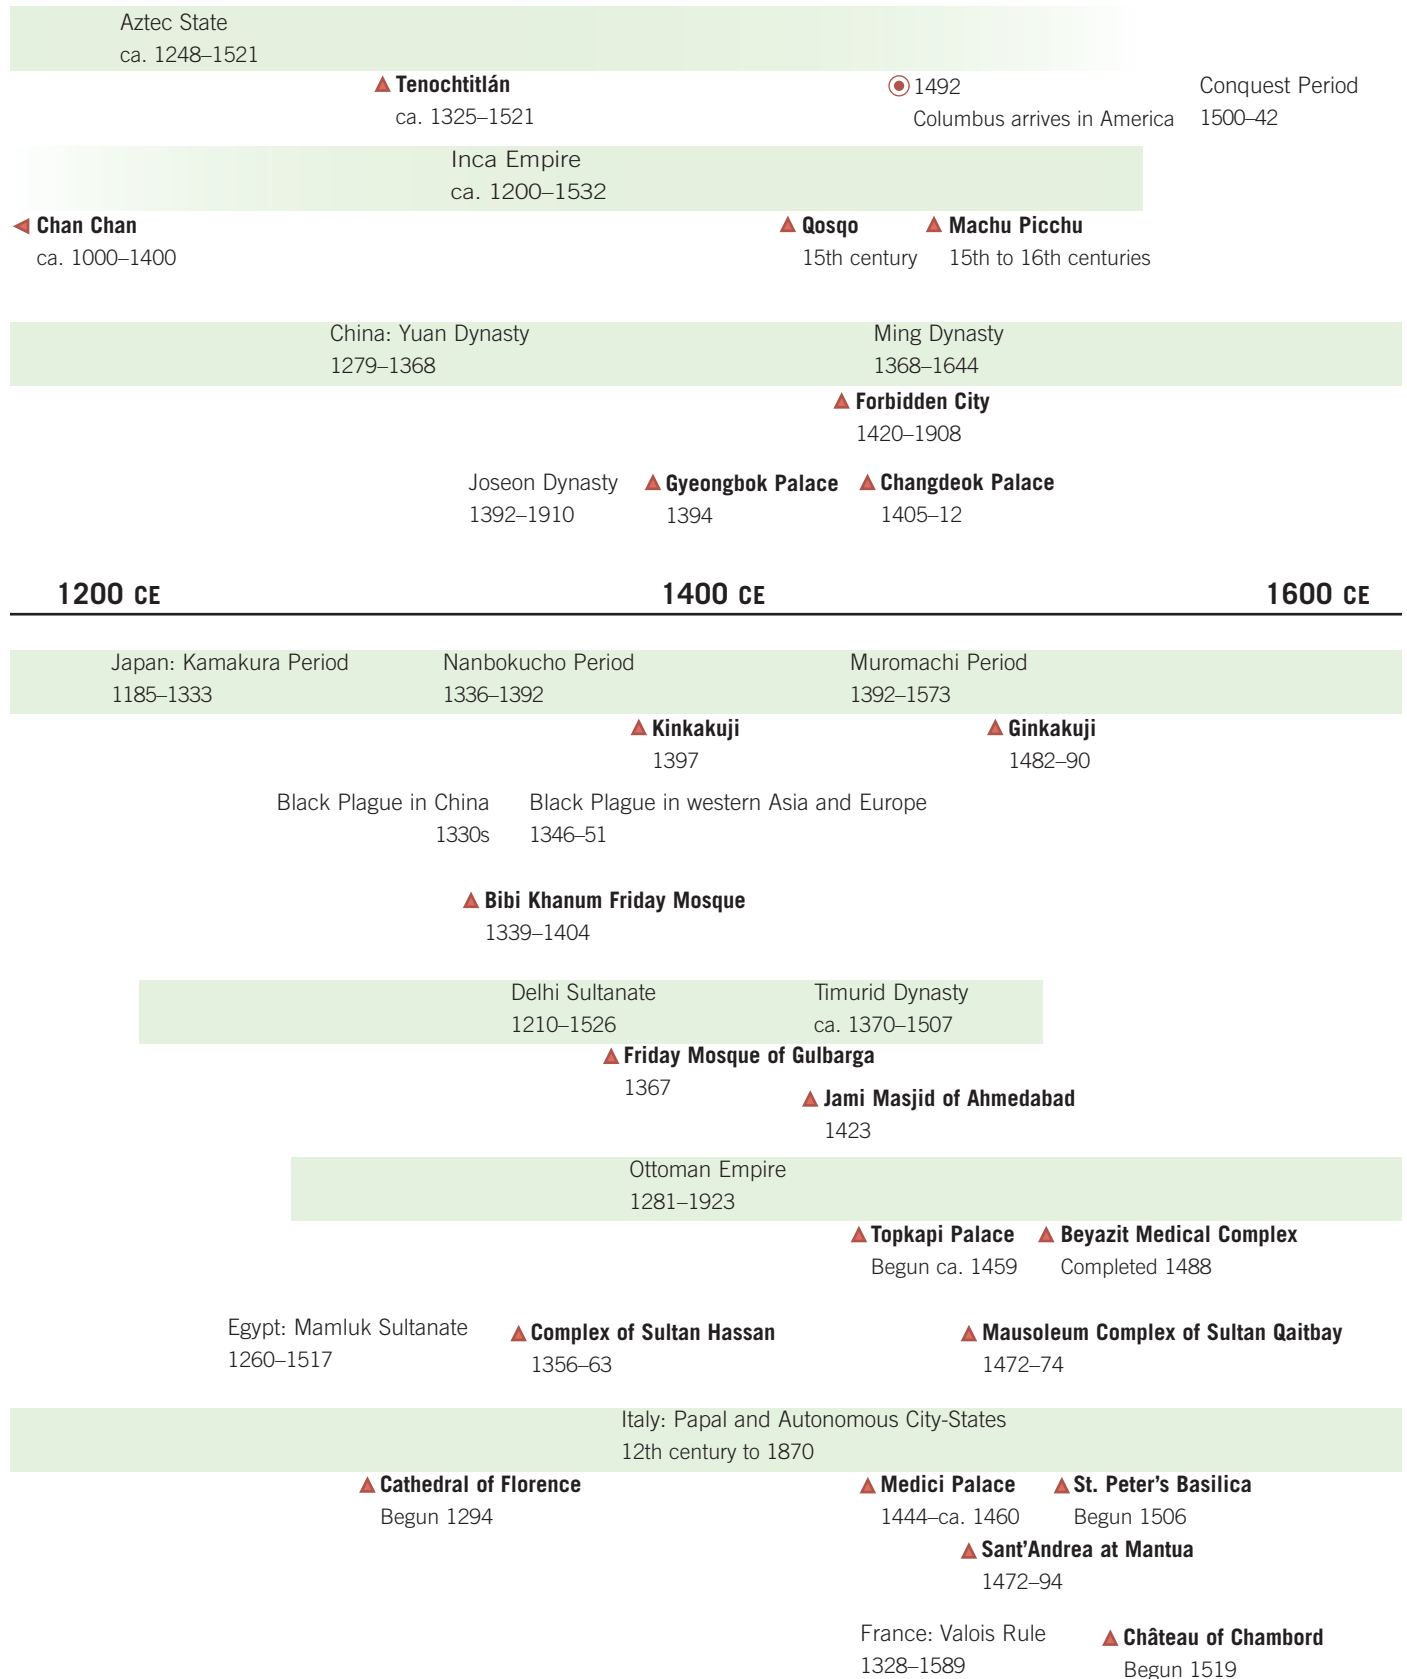 Aztec State
ca. 1248–1521
Tenochtitlán
ca. 1325–1521
1492
Columbus arrives in America
Conquest Period
1500–42
Inca Empire
ca. 1200–1532
Chan Chan
ca. 1000–1400
Qosqo
15th century
Machu Picchu
15th to 16th centuries
China: Yuan Dynasty
1279–1368
Ming Dynasty
1368–1644
Forbidden City
1420–1908
Joseon Dynasty
1392–1910
Gyeongbok Palace
1394
Changdeok Palace
1405–12
1200 CE
1400 CE
1600 CE
Japan: Kamakura Period
1185–1333
Nanbokucho Period
1336–1392
Muromachi Period
1392–1573
Kinkakuji
1397
Ginkakuji
1482–90
Black Plague in China
1330s
Black Plague in western Asia and Europe
1346–51
Bibi Khanum Friday Mosque
1339–1404
Delhi Sultanate
1210–1526
Timurid Dynasty
ca. 1370–1507
Friday Mosque of Gulbarga
1367
Jami Masjid of Ahmedabad
1423
Ottoman Empire
1281–1923
Topkapi Palace
Begun ca. 1459
Beyazit Medical Complex
Completed 1488
Egypt: Mamluk Sultanate
1260–1517
Complex of Sultan Hassan
1356–63
Mausoleum Complex of Sultan Qaitbay
1472–74
Italy: Papal and Autonomous City-States
12th century to 1870
Cathedral of Florence
Begun 1294
Medici Palace
1444–ca. 1460
St. Peter's Basilica
Begun 1506
Sant'Andrea at Mantua
1472–94
France: Valois Rule
1328–1589
Château of Chambord
Begun 1519